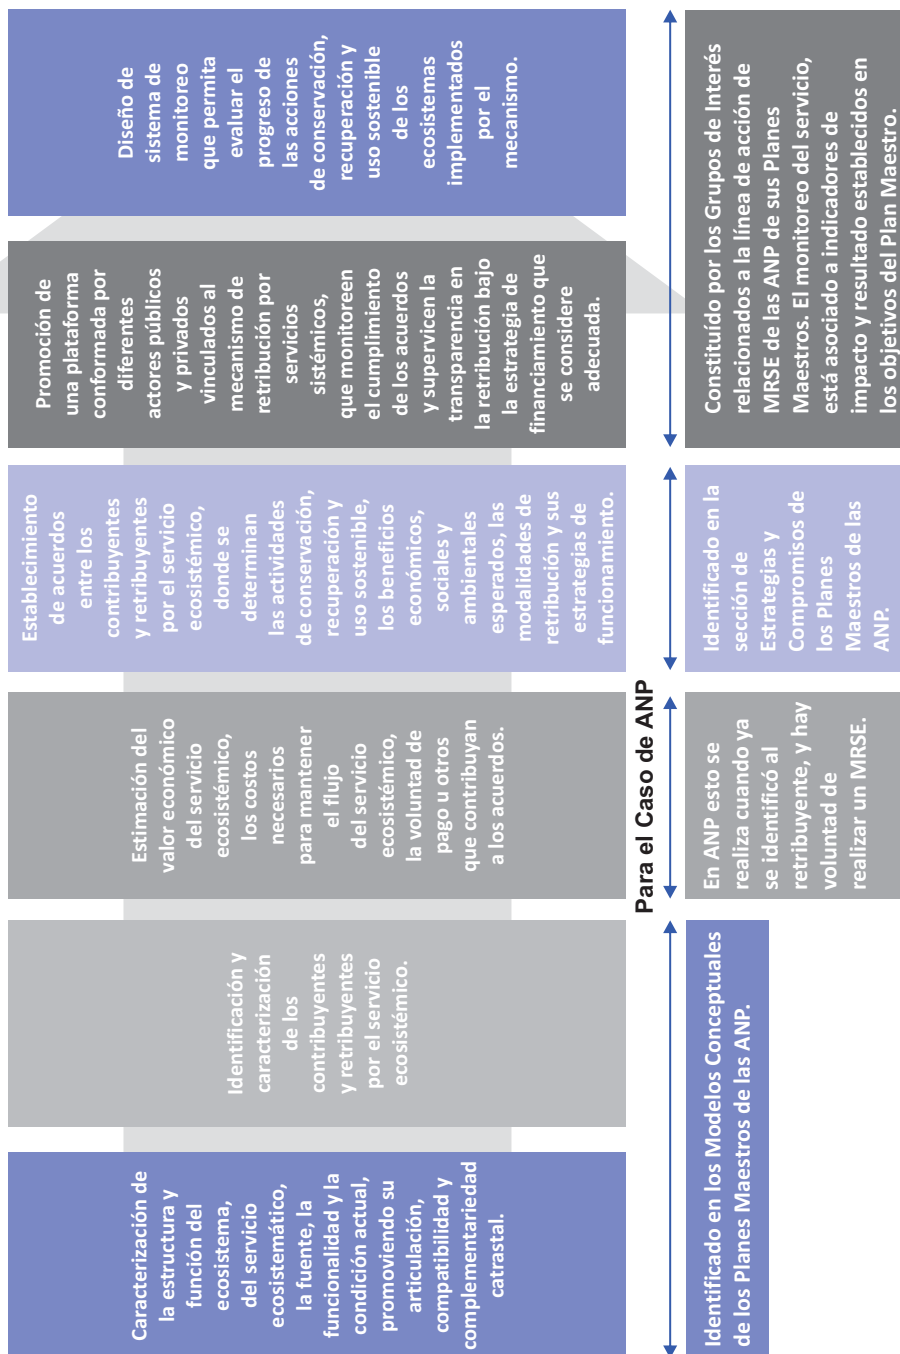 Caracterización de
la estructura y
función del
ecosistema,
del servicio
ecosistemático,
la fuente, la
funcionalidad y la
condición actual,
promoviendo su
articulación,
compatibilidad y
complementariedad
catrastal.
Identificación y
caracterización
de los
contribuyentes
y retribuyentes
por el servicio
ecosistémico.
Estimación del
valor económico
del servicio
ecosistémico,
los costos
necesarios
para mantener
el flujo
del servicio
ecosistémico,
la voluntad de
pago u otros
que contribuyan
a los acuerdos.
Establecimiento
de acuerdos
entre los
contribuyentes
y retribuyentes
por el servicio
ecosistémico,
donde se
determinan
las actividades
de conservación,
recuperación y
uso sostenible,
los beneficios
económicos,
sociales y
ambientales
esperados, las
modalidades de
retribución y sus
estrategias de
funcionamiento.
Promoción de
una plataforma
conformada por
diferentes
actores públicos
y privados
vinculados al
mecanismo de
retribución por
servicios
sistémicos,
que monitoreen
el cumplimiento
de los acuerdos
y supervicen la
transparencia en
la retribución bajo
la estrategia de
financiamiento que
se considere
adecuada.
Diseño de
sistema de
monitoreo
que permita
evaluar el
progreso de
las acciones
de conservación,
recuperación y
uso sostenible
de los
ecosistemas
implementados
por el
mecanismo.
Para el Caso de ANP
Identificado en los Modelos Conceptuales
de los Planes Maestros de las ANP.
En ANP esto se
realiza cuando ya
se identificó al
retribuyente, y hay
voluntad de
realizar un MRSE.
Identificado en la
sección de
Estrategias y
Compromisos de
los Planes
Maestros de las
ANP.
Constituído por los Grupos de Interés
relacionados a la línea de acción de
MRSE de las ANP de sus Planes
Maestros. El monitoreo del servicio,
está asociado a indicadores de
impacto y resultado establecidos en
los objetivos del Plan Maestro.